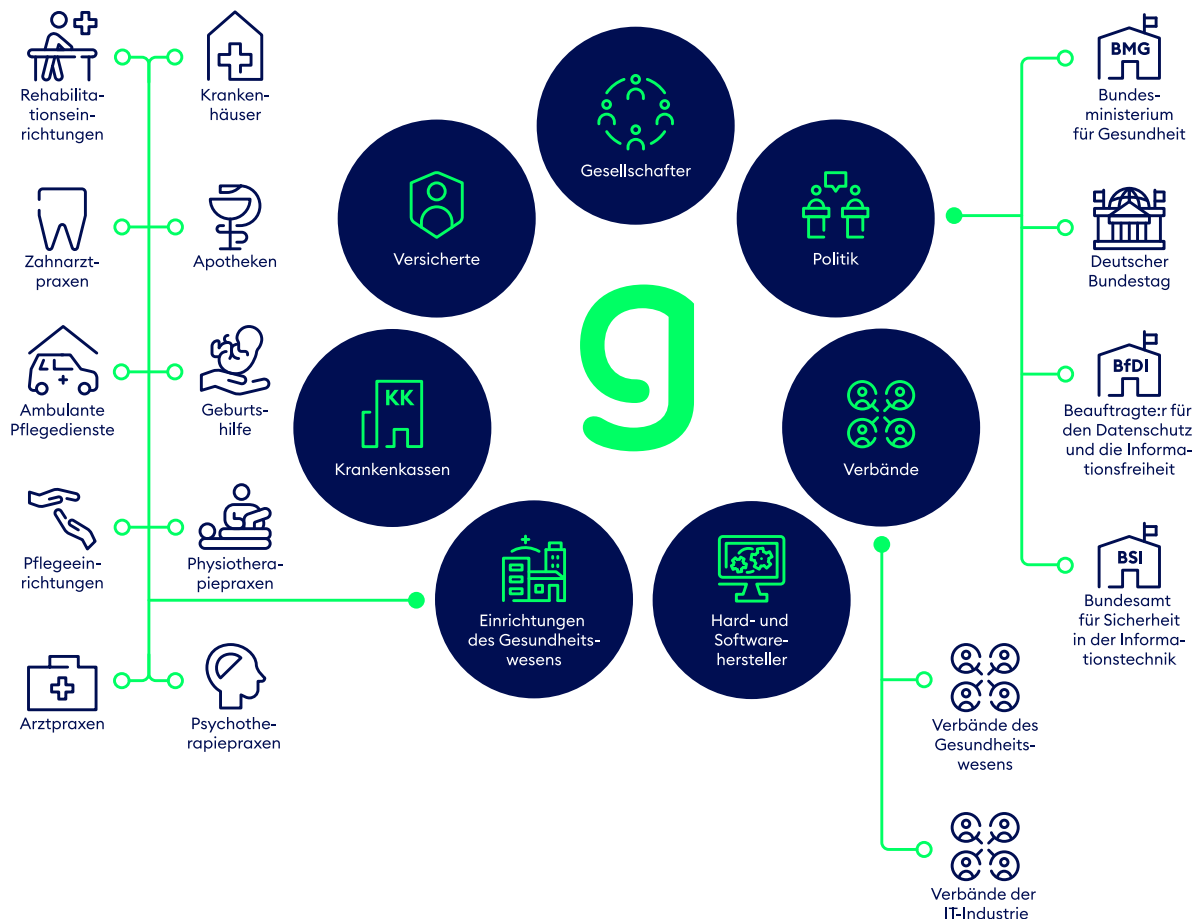 Rehabilita-
tionsein-
richtungen
Kranken-
häuser
Zahnarzt-
praxen
Apotheken
Ambulante
Pflegedienste
Geburts-
hilfe
Pflegeein-
richtungen
Physiothera-
piepraxen
Arztpraxen
Psychothe-
rapiepraxen
Gesellschafter
Versicherte
Politik
g
KK
Krankenkassen
Verbände
Einrichtungen
des Gesundheits-
wesens
Hard- und
Software-
hersteller
BMG
Bundes-
ministerium
für Gesundheit
Deutscher
Bundestag
BfDI
Beauftragte:r für
den Datenschutz
und die Informa-
tionsfreiheit
BSI
Bundesamt
für Sicherheit
in der Informa-
tionstechnik
Verbände des
Gesundheits-
wesens
Verbände der
IT-Industrie